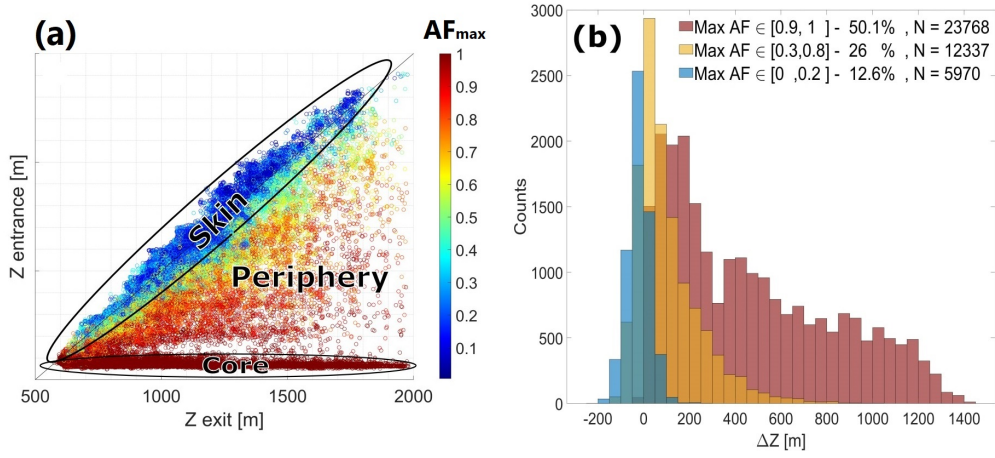 (a)
AFmax
Z entrance [m]
Skin
Periphery
Core
500
1000
1500
2000
Z exit [m]
1
0.9
0.8
0.7
0.6
0.5
0.4
0.3
0.2
0.1
(b)
Max AF ∈ [0.9, 1 ] - 50.1% , N = 23768
Max AF ∈ [0.3,0.8] - 26 % , N = 12337
Max AF ∈ [0 ,0.2] - 12.6% , N = 5970
Counts
3000
2500
2000
1500
1000
500
0
-200
0
200
400
600
800
1000
1200
1400
ΔZ [m]